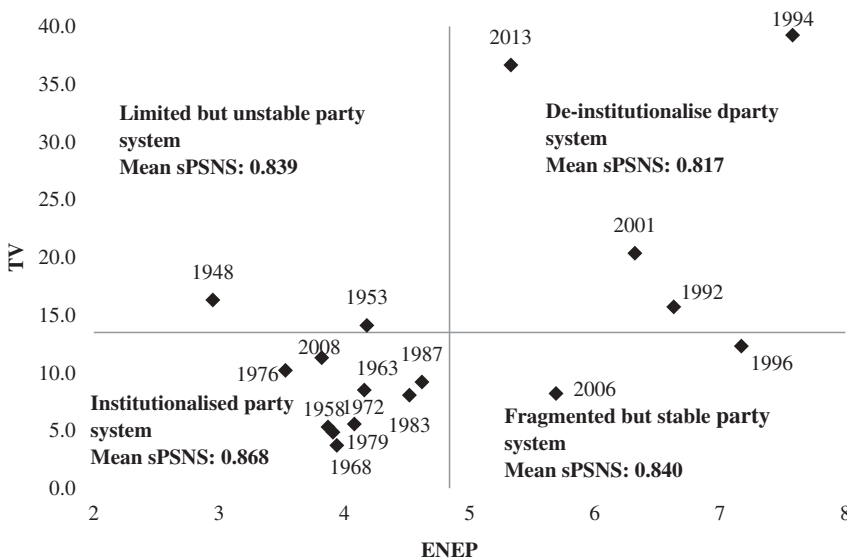 40.0
35.0
30.0
25.0
20.0
15.0
10.0
5.0
0.0
TV
2
3
4
5
6
7
8
ENEP
Limited but unstable party
system
Mean sPSNS: 0.839
De-institutionalise dparty
system
Mean sPSNS: 0.817
Institutionalised party
system
Mean sPSNS: 0.868
Fragmented but stable party
system
Mean sPSNS: 0.840
1994
2013
2001
1992
1996
2006
1948
1953
2008
1976
1963
1987
1958
1972
1983
1979
1968